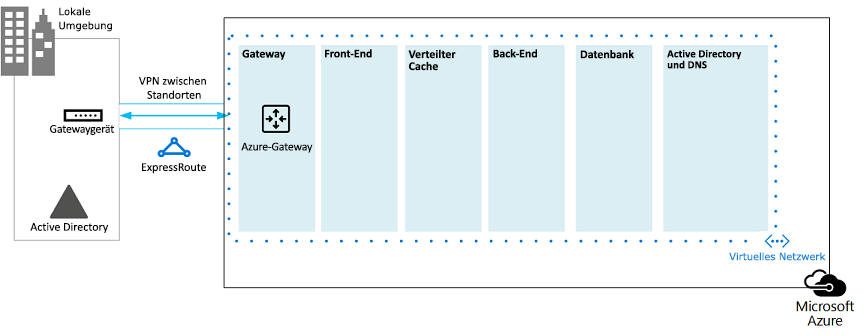 Lokale
Umgebung
VPN zwischen
Standorten
Gatewaygerät
ExpressRoute
Active Directory
Gateway
Front-End
Verteilter
Cache
Back-End
Datenbank
Active Directory
und DNS
Azure-Gateway
Virtuelles Netzwerk
Microsoft
Azure